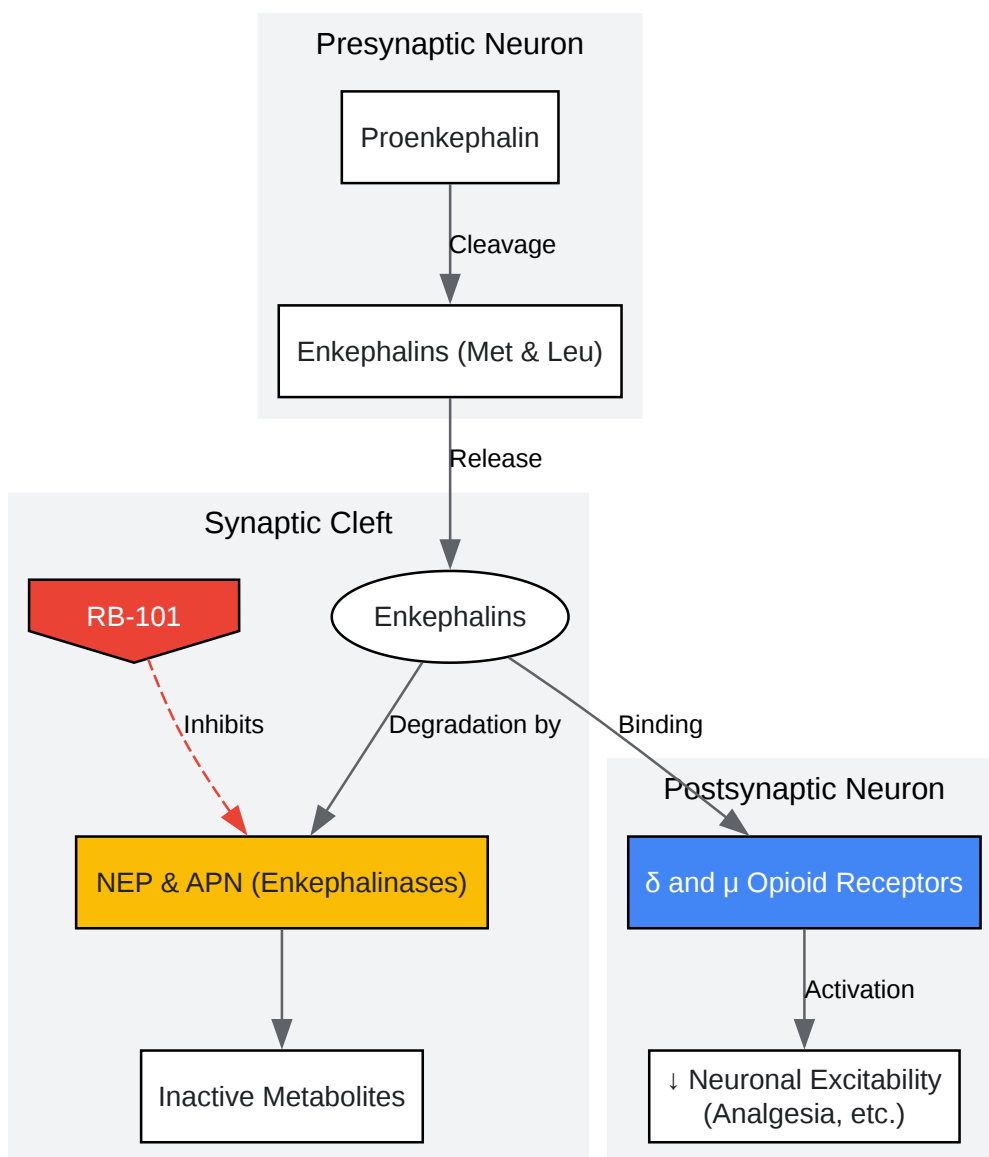 Presynaptic Neuron
Proenkephalin
Cleavage
Enkephalins (Met & Leu)
Release
Synaptic Cleft
RB-101
Enkephalins
Inhibits
Degradation by
Binding
Postsynaptic Neuron
NEP & APN (Enkephalinases)
δ and μ Opioid Receptors
Activation
Inactive Metabolites
↓ Neuronal Excitability
(Analgesia, etc.)